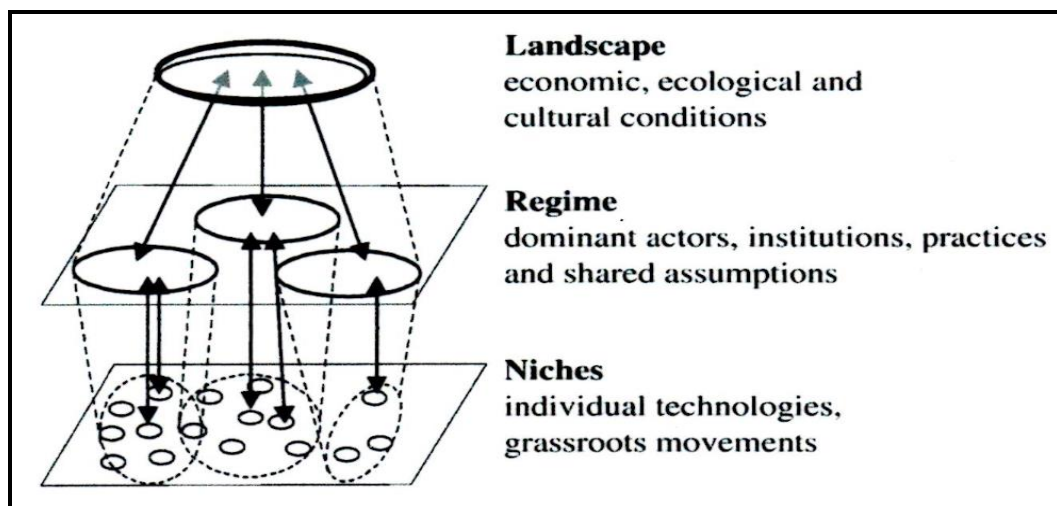 Landscape
economic, ecological and
cultural conditions
Regime
dominant actors, institutions, practices
and shared assumptions
Niches
individual technologies,
grassroots movements